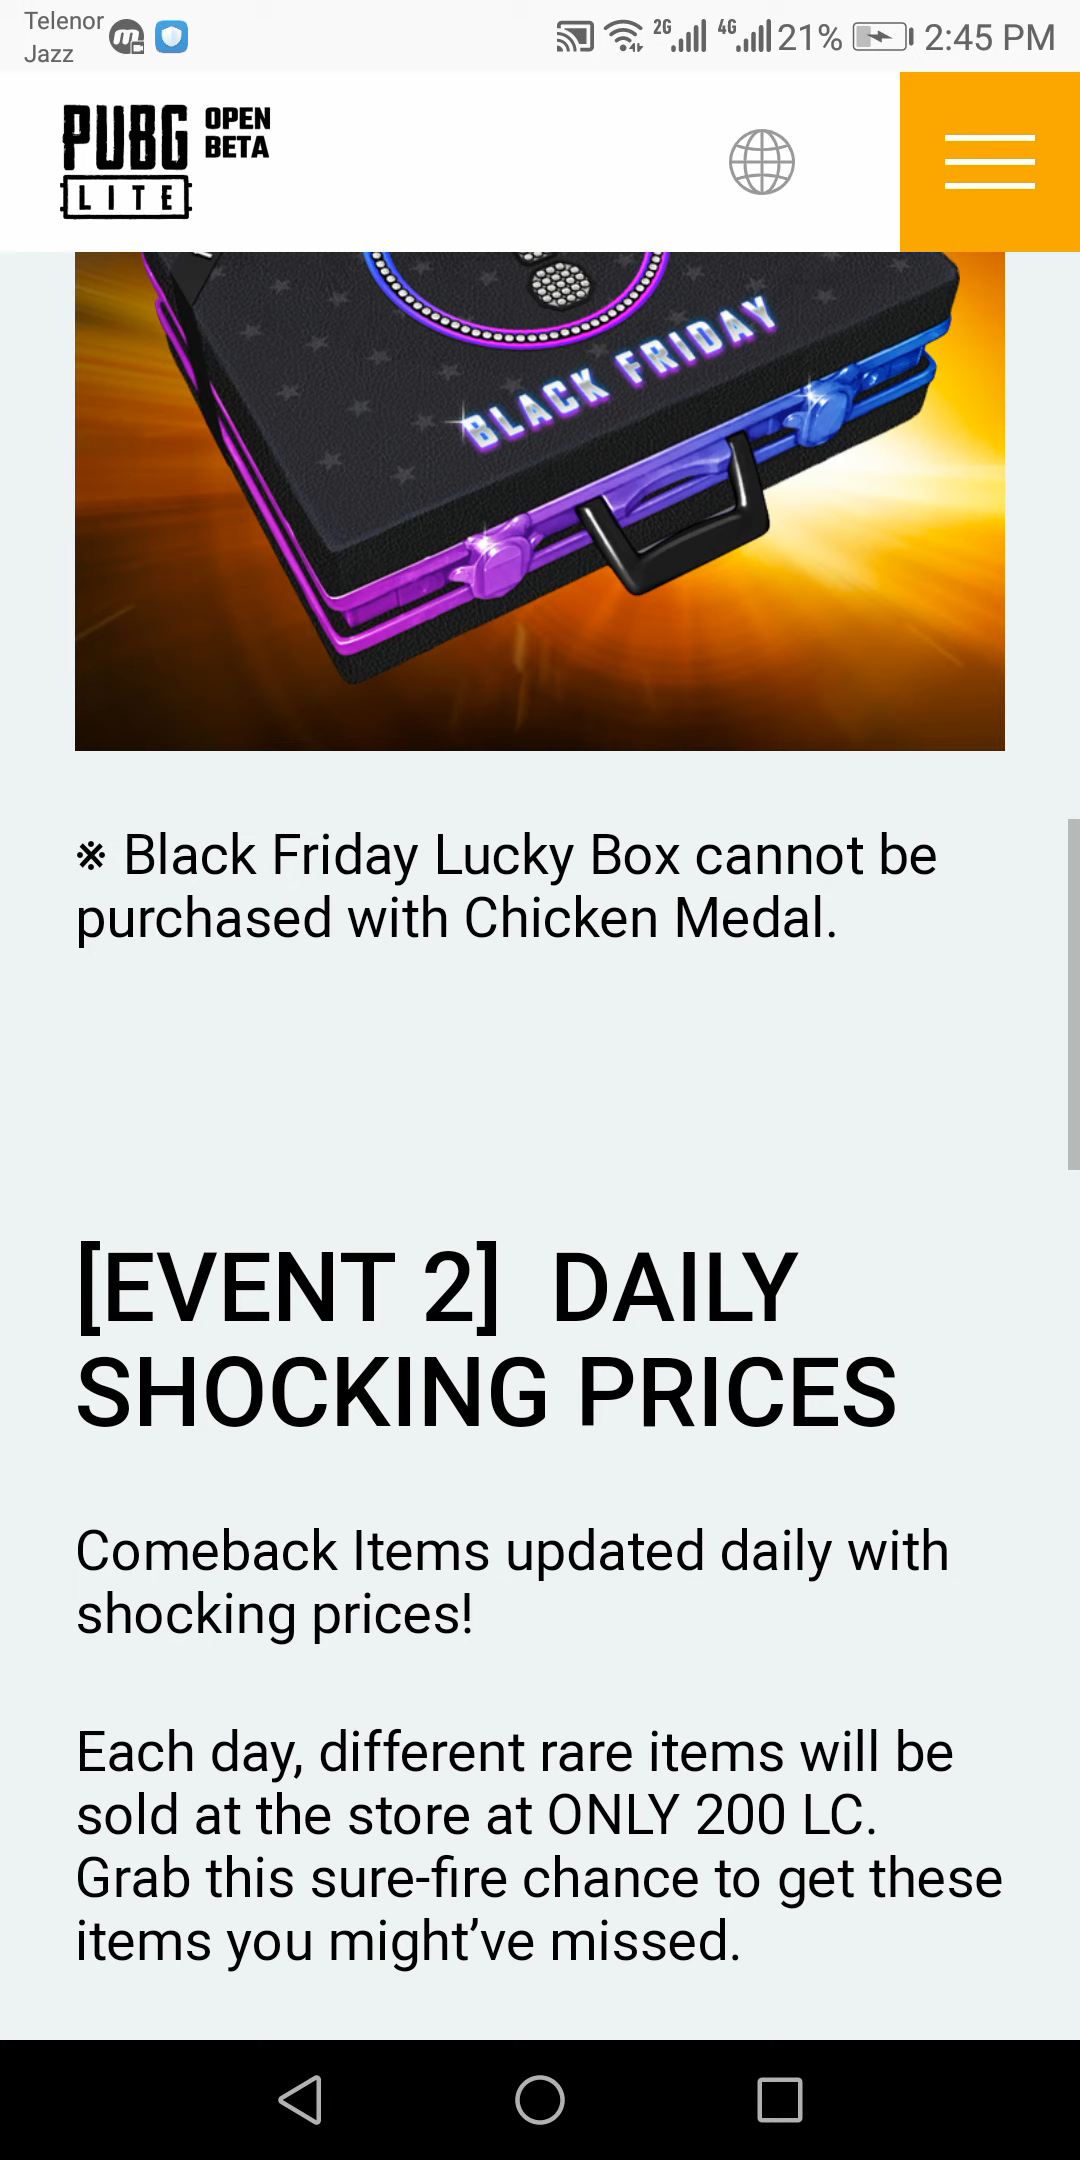 Telenor
Jazz
2G 4G 21% 2:45 PM
PUBG OPEN
BETA
LITE
BLACK FRIDAY
※ Black Friday Lucky Box cannot be
purchased with Chicken Medal.
[EVENT 2]  DAILY
SHOCKING PRICES
Comeback Items updated daily with
shocking prices!
Each day, different rare items will be
sold at the store at ONLY 200 LC.
Grab this sure-fire chance to get these
items you might’ve missed.